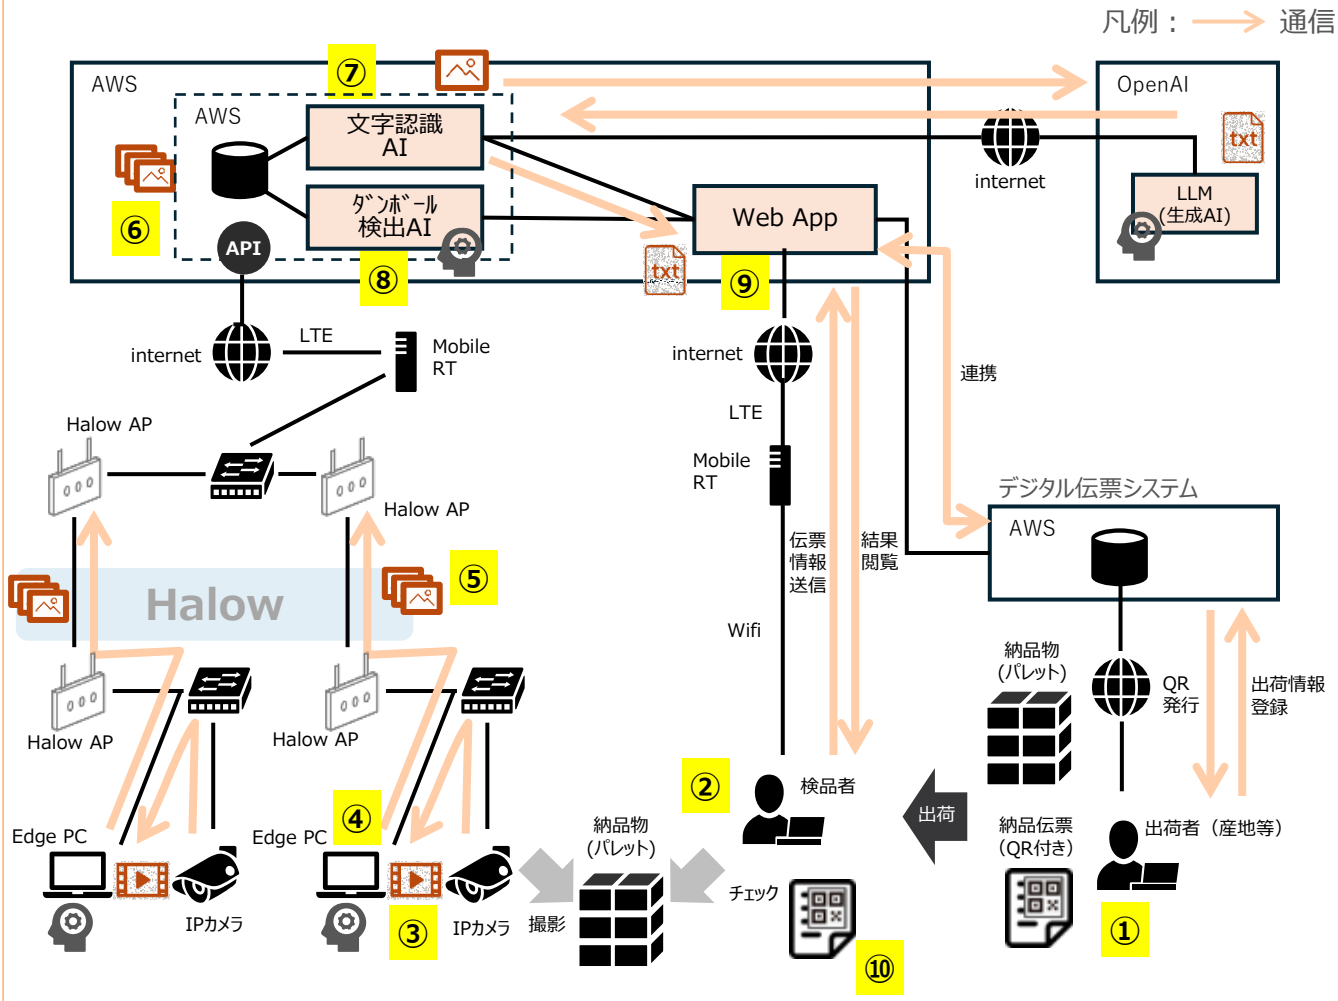 凡例： 通信
AWS
⑦
OpenAI
AWS
文字認識
AI
txt
internet
LLM
(生成AI)
⑥
ﾀﾞﾝﾎﾞｰﾙ
検出AI
Web App
API
⑧
txt
⑨
internet
LTE
Mobile
RT
internet
連携
LTE
Halow AP
Mobile
RT
Halow AP
デジタル伝票システム
AWS
伝票
情報
送信
結果
閲覧
⑤
Halow
Wifi
納品物
(パレット)
QR
発行
出荷情報
登録
Halow AP
Halow AP
②
検品者
④
出荷
Edge PC
Edge PC
納品物
(パレット)
納品伝票
（QR付き）
出荷者（産地等）
チェック
IPカメラ
③
IPカメラ
撮影
①
⑩